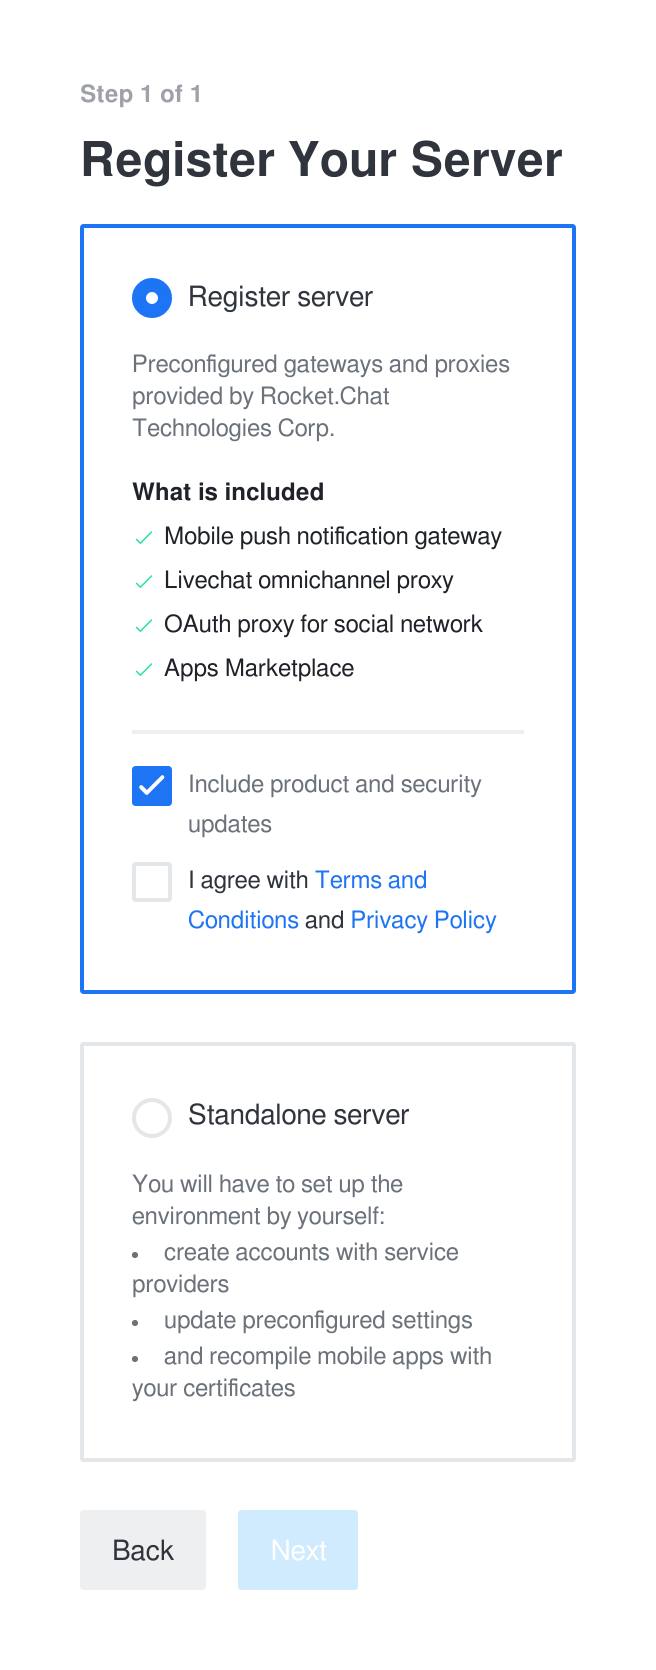 Step 1 of 1
Register Your Server
Register server
Preconfigured gateways and proxies
provided by Rocket.Chat
Technologies Corp.
What is included
Mobile push notification gateway
Livechat omnichannel proxy
OAuth proxy for social network
Apps Marketplace
Include product and security
updates
I agree with Terms and
Conditions and Privacy Policy
Standalone server
You will have to set up the
environment by yourself:
• create accounts with service
providers
• update preconfigured settings
• and recompile mobile apps with
your certificates
Back
Next